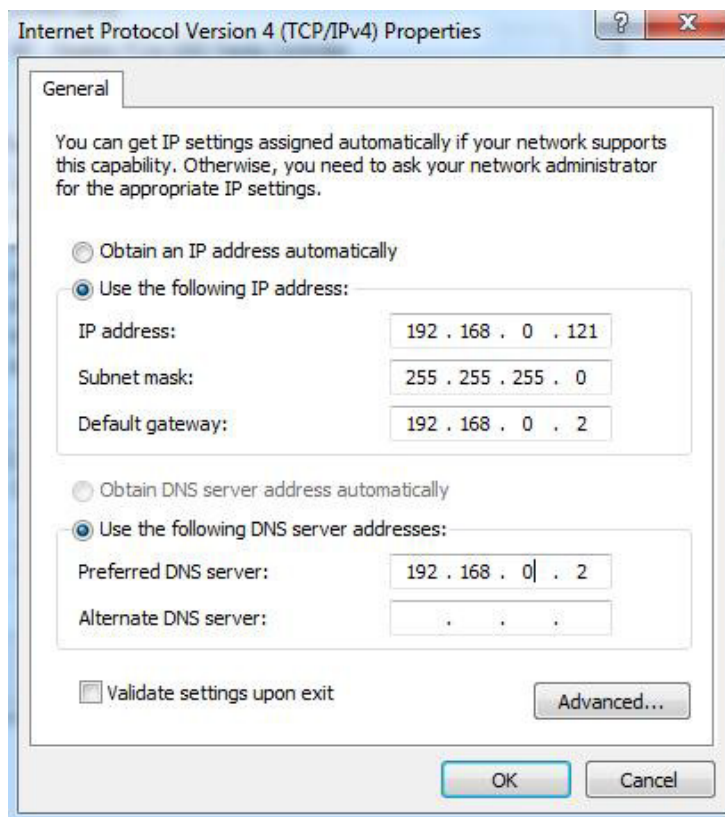 Internet Protocol Version 4 (TCP/IPv4) Properties
?
General
You can get IP settings assigned automatically if your network supports
this capability. Otherwise, you need to ask your network administrator
for the appropriate IP settings.
Obtain an IP address automatically
Use the following IP address:
IP address: 192 . 168 . 0 . 121
Subnet mask: 255 . 255 . 255 . 0
Default gateway: 192 . 168 . 0 . 2
Obtain DNS server address automatically
Use the following DNS server addresses:
Preferred DNS server: 192 . 168 . 0 . 2
Alternate DNS server: . . .
Validate settings upon exit
Advanced...
OK Cancel